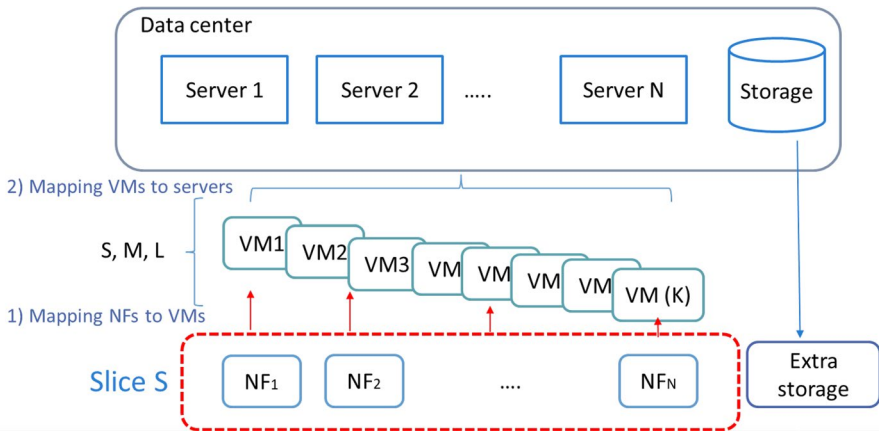 Data center
Server 1
Server 2
.....
Server N
Storage
2) Mapping VMs to servers
S, M, L
VM1
VM2
VM3
VM
VM
VM
VM
VM (K)
1) Mapping NFs to VMs
Slice S
NF1
NF2
....
NFN
Extra
storage